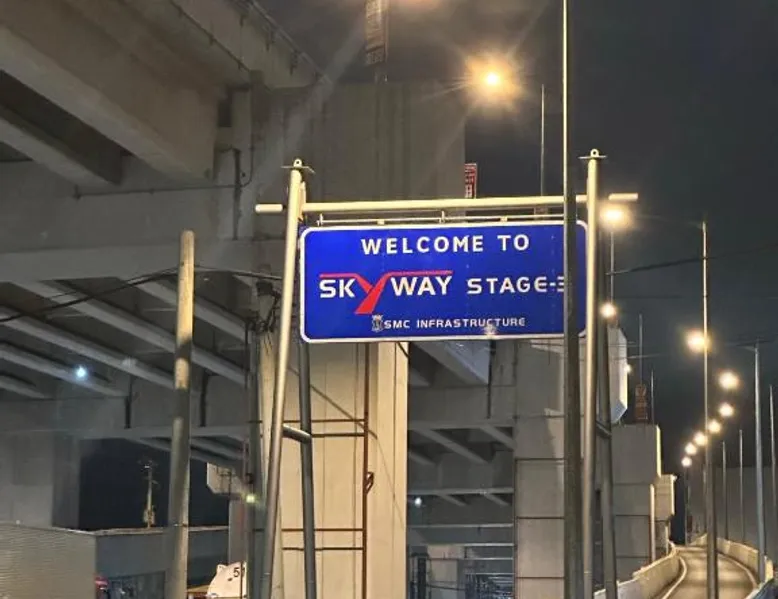 WELCOME TO
SKYWAY STAGE-3
SMC INFRASTRUCTURE